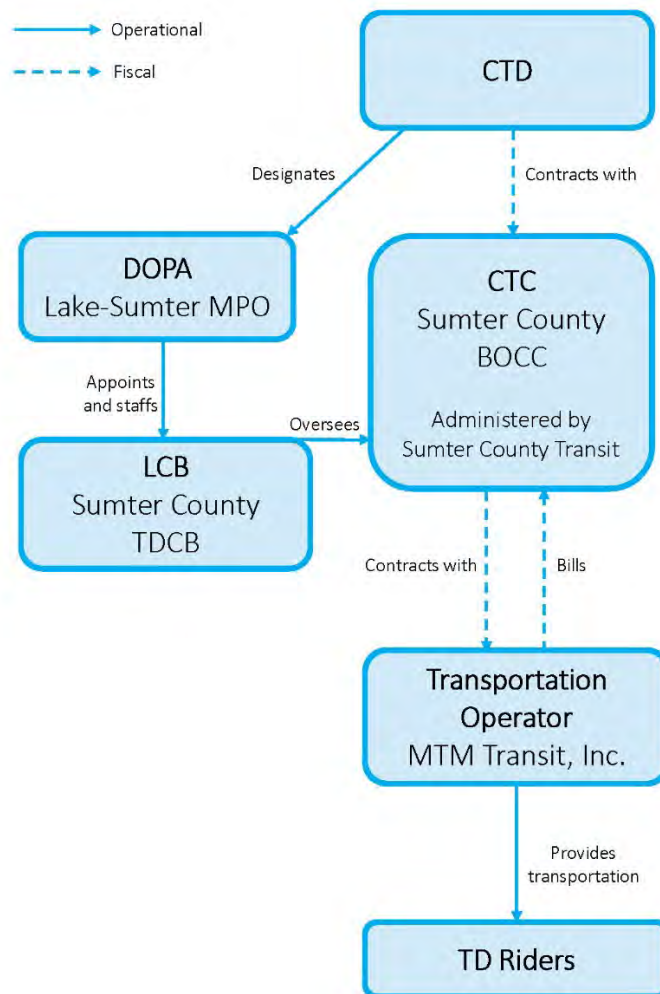 Operational
Fiscal
CTD
Designates
Contracts with
DOPA
Lake-Sumter MPO
CTC
Sumter County
BOCC
Administered by
Sumter County Transit
Appoints
and staffs
Oversees
LCB
Sumter County
TDCB
Contracts with
Bills
Transportation
Operator
MTM Transit, Inc.
Provides
transportation
TD Riders